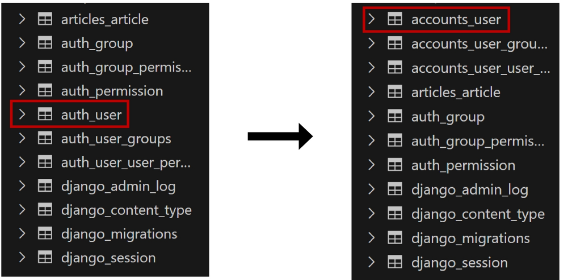 articles_article
auth_group
auth_group_permis...
auth_permission
auth_user
auth_user_groups
auth_user_user_per...
django_admin_log
django_content_type
django_migrations
django_session
accounts_user
accounts_user_grou...
accounts_user_user_...
articles_article
auth_group
auth_group_permis...
auth_permission
django_admin_log
django_content_type
django_migrations
django_session